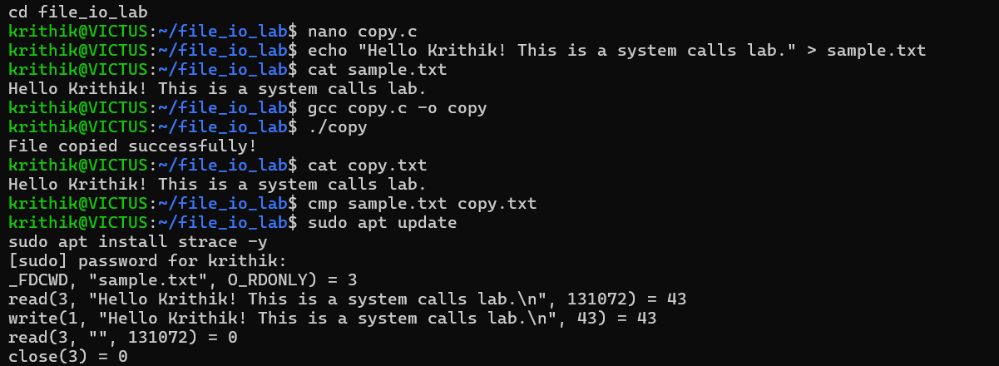 cd file_io_lab
krithik@VICTUS:~/file_io_lab$ nano copy.c
krithik@VICTUS:~/file_io_lab$ echo "Hello Krithik! This is a system calls lab." > sample.txt
krithik@VICTUS:~/file_io_lab$ cat sample.txt
Hello Krithik! This is a system calls lab.
krithik@VICTUS:~/file_io_lab$ gcc copy.c -o copy
krithik@VICTUS:~/file_io_lab$ ./copy
File copied successfully!
krithik@VICTUS:~/file_io_lab$ cat copy.txt
Hello Krithik! This is a system calls lab.
krithik@VICTUS:~/file_io_lab$ cmp sample.txt copy.txt
krithik@VICTUS:~/file_io_lab$ sudo apt update
sudo apt install strace -y
[sudo] password for krithik:
_FDCWD, "sample.txt", O_RDONLY) = 3
read(3, "Hello Krithik! This is a system calls lab.\n", 131072) = 43
write(1, "Hello Krithik! This is a system calls lab.\n", 43) = 43
read(3, "", 131072) = 0
close(3) = 0